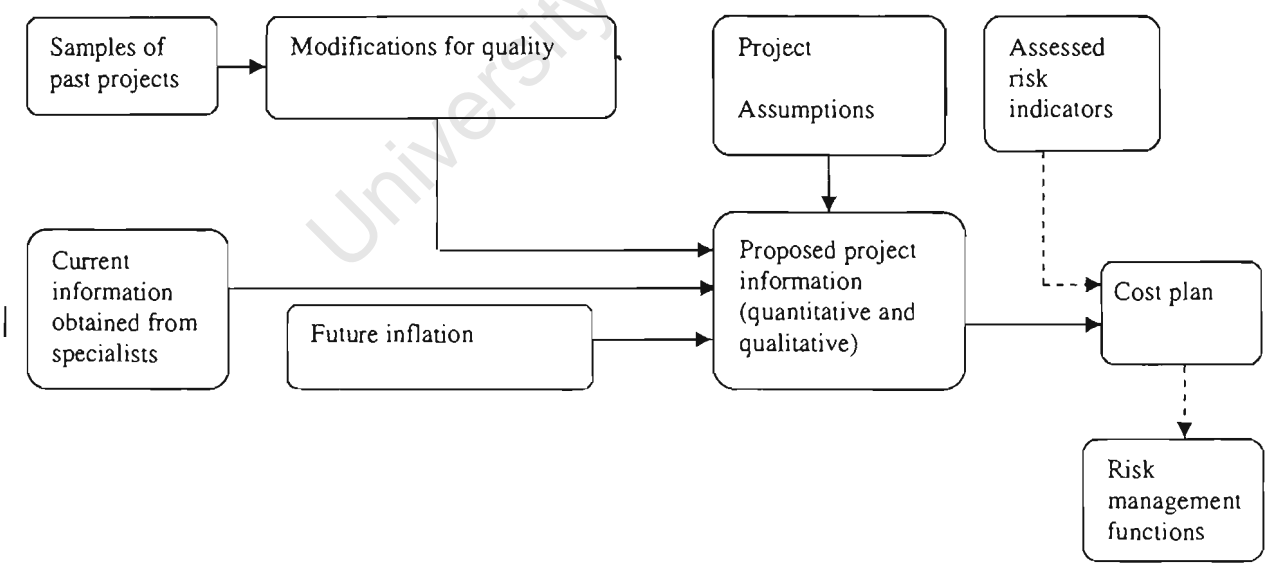 Samples of
past projects
Modifications for quality
Project
Assumptions
Assessed
risk
indicators
University
Current
information
obtained from
specialists
Future inflation
Proposed project
information
(quantitative and
qualitative)
Cost plan
Risk
management
functions